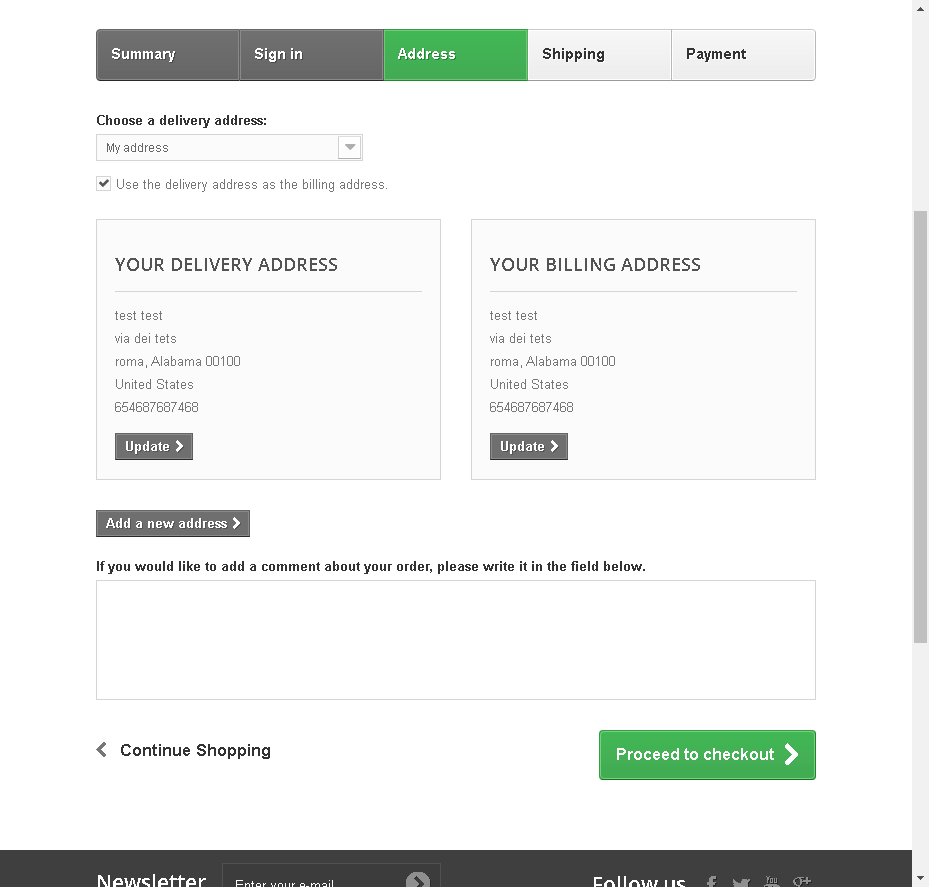 Summary
Sign in
Address
Shipping
Payment
Choose a delivery address:
My address
Use the delivery address as the billing address.
YOUR DELIVERY ADDRESS
test test
via dei tets
roma, Alabama 00100
United States
654687687468
Update
YOUR BILLING ADDRESS
test test
via dei tets
roma, Alabama 00100
United States
654687687468
Update
Add a new address
If you would like to add a comment about your order, please write it in the field below.
Continue Shopping
Proceed to checkout
Newsletter
Enter your e-mail
Follow us
You